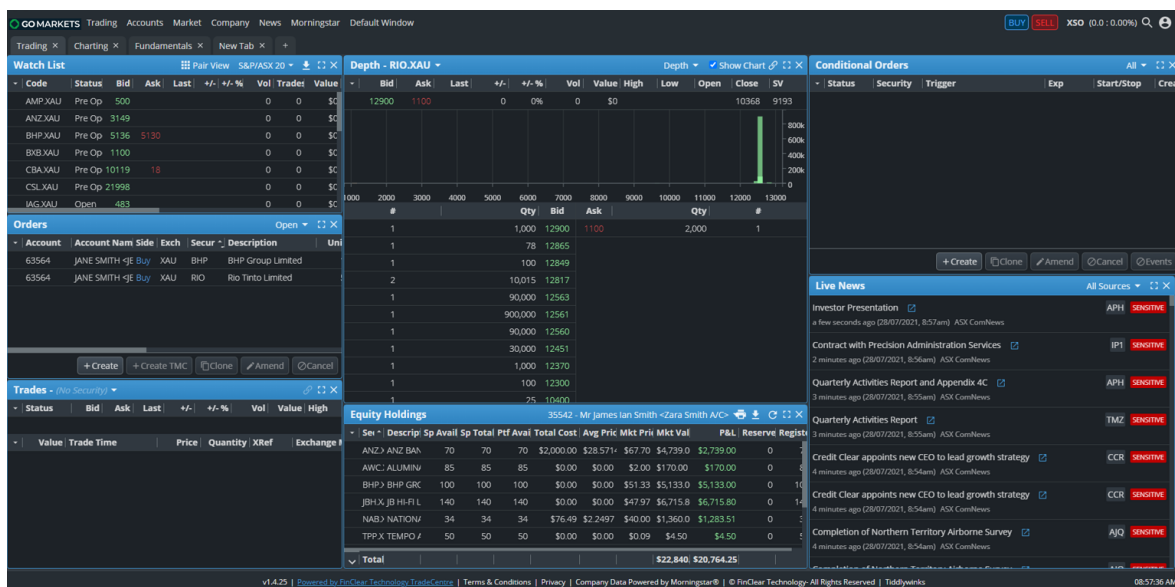 GO MARKETS Trading Accounts Market Company News Morningstar Default Window BUY SELL XSO (0.0 : 0.00%)
Trading × Charting × Fundamentals × New Tab × +
Watch List Pair View S&P/ASX 20
Code Status Bid Ask Last +/- +/-% Vol Trades Value
AMP.XAU Pre Op 500 0 0
ANZ.XAU Pre Op 3149 0 0
BHP.XAU Pre Op 5136 5130 0 0
BXB.XAU Pre Op 1100 0 0
CBA.XAU Pre Op 10119 18 0 0
CSL.XAU Pre Op 21998 0 0
IAG.XAU Open 483 0 0
Orders Open
Account Account Nam Side Exch Secur Description Uni
63564 JANE SMITH <JE Buy XAU BHP BHP Group Limited
63564 JANE SMITH <JE Buy XAU RIO Rio Tinto Limited
+Create +Create TMC Clone Amend Cancel
Trades - (No Security)
Status Bid Ask Last +/- +/-% Vol Value High
Value Trade Time Price Quantity XRef Exchange
Depth - RIO.XAU Depth Show Chart
Bid Ask Last +/- +/-% Vol Value High Low Open Close SV
12900 1100 0 0% 0 $0 10368 9193
800k
600k
400k
200k
0
1000 2000 3000 4000 5000 6000 7000 8000 9000 10000 11000 12000 13000
# Qty Bid Ask Qty #
1 1,000 12900 1100 2,000 1
1 78 12865
1 100 12849
2 10,015 12817
1 90,000 12563
1 900,000 12561
1 90,000 12560
1 30,000 12451
1 1,000 12370
1 100 12300
1 25 10400
Equity Holdings 35542 - Mr James Ian Smith <Zara Smith A/C>
Descrip Sp Avail Sp Total Ptf Avai Total Cost Avg Pric Mkt Pri Mkt Val P&L Reserve Registe
ANZ. ANZ BAN 70 70 70 $2,000.00 $28.571 $67.70 $4,739.0 $2,739.00 0
AWC. ALUMIN 85 85 85 $0.00 $0.00 $2.00 $170.00 $170.00 0
BHP. BHP GRC 100 100 100 $0.00 $0.00 $51.33 $5,133.0 $5,133.00 0
JBH.X JB HI-FI L 140 140 140 $0.00 $0.00 $47.97 $6,715.8 $6,715.80 0
NAB. NATION 34 34 34 $76.49 $2.2497 $40.00 $1,360.0 $1,283.51 0
TPP.X TEMPO 50 50 50 $0.00 $0.00 $0.09 $4.50 $4.50 0
Total $22,840. $20,764.25
Conditional Orders All
Status Security Trigger Exp Start/Stop Crea
+Create Clone Amend Cancel Events
Live News All Sources
Investor Presentation APH SENSITIVE
a few seconds ago (28/07/2021, 8:57am) ASX ComNews
Contract with Precision Administration Services IP1 SENSITIVE
2 minutes ago (28/07/2021, 8:56am) ASX ComNews
Quarterly Activities Report and Appendix 4C APH SENSITIVE
3 minutes ago (28/07/2021, 8:55am) ASX ComNews
Quarterly Activities Report TMZ SENSITIVE
3 minutes ago (28/07/2021, 8:55am) ASX ComNews
Credit Clear appoints new CEO to lead growth strategy CCR SENSITIVE
4 minutes ago (28/07/2021, 8:54am) ASX ComNews
Credit Clear appoints new CEO to lead growth strategy CCR SENSITIVE
4 minutes ago (28/07/2021, 8:54am) ASX ComNews
Completion of Northern Territory Airborne Survey AJQ SENSITIVE
4 minutes ago (28/07/2021, 8:54am) ASX ComNews
v1.4.25 | Powered by FinClear Technology TradeCentre | Terms & Conditions | Privacy | Company Data Powered by Morningstar® | © FinClear Technology- All Rights Reserved | Tiddlywinks 08:57:36